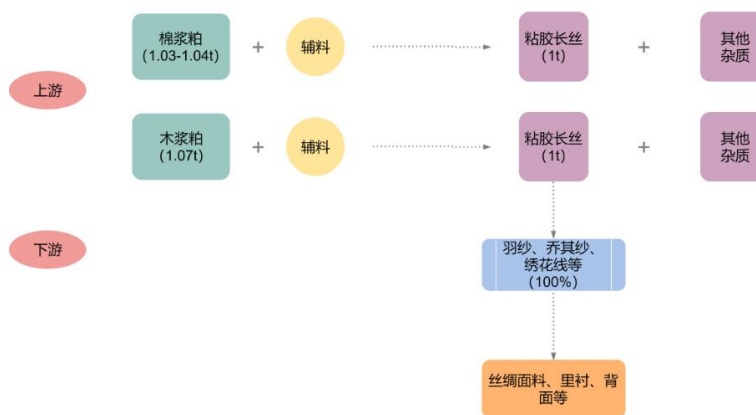 棉浆粕
(1.03-1.04t)
+
辅料
粘胶长丝
(1t)
+
其他
杂质
上游
木浆粕
(1.07t)
+
辅料
粘胶长丝
(1t)
+
其他
杂质
下游
羽纱、乔其纱、
绣花线等
(100%)
丝绸面料、里衬、背
面等